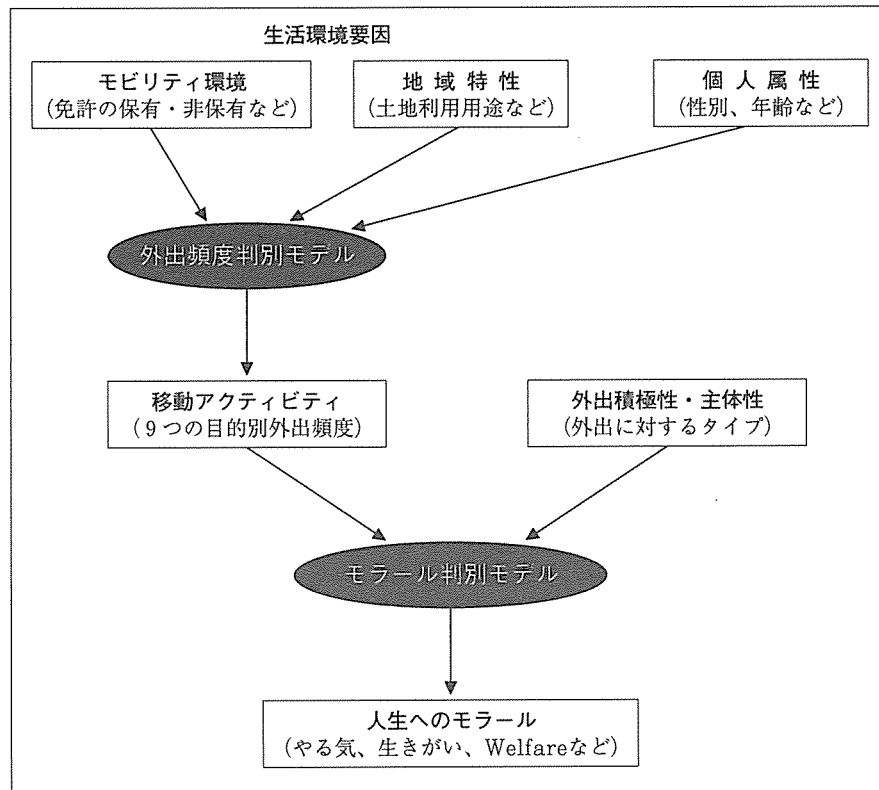 生活環境要因
モビリティ環境
(免許の保有・非保有など)
地域特性
(土地利用用途など)
個人属性
(性別、年齢など)
外出頻度判別モデル
移動アクティビティ
(9つの目的別外出頻度)
外出積極性・主体性
(外出に対するタイプ)
モラール判別モデル
人生へのモラール
(やる気、生きがい、Welfareなど)